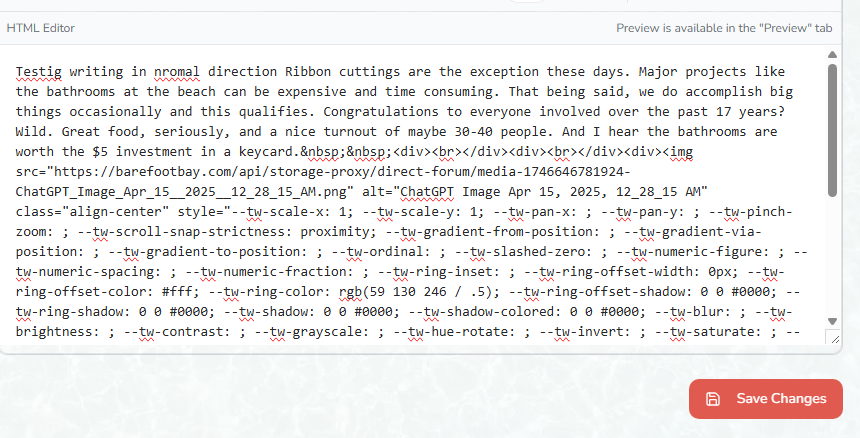 HTML Editor
Preview is available in the "Preview" tab
Testig writing in nromal direction Ribbon cuttings are the exception these days. Major projects like
the bathrooms at the beach can be expensive and time consuming. That being said, we do accomplish big
things occasionally and this qualifies. Congratulations to everyone involved over the past 17 years?
Wild. Great food, seriously, and a nice turnout of maybe 30-40 people. And I hear the bathrooms are
worth the $5 investment in a keycard.&nbsp;&nbsp;<div><br></div><div><br></div><div><img
src="https://barefootbay.com/api/storage-proxy/direct-forum/media-1746646781924-
ChatGPT_Image_Apr_15__2025__12_28_15_AM.png" alt="ChatGPT Image Apr 15, 2025, 12_28_15 AM"
class="align-center" style="--tw-scale-x: 1; --tw-scale-y: 1; --tw-pan-x: ; --tw-pan-y: ; --tw-pinch-
zoom: ; --tw-scroll-snap-strictness: proximity; --tw-gradient-from-position: ; --tw-gradient-via-
position: ; --tw-gradient-to-position: ; --tw-ordinal: ; --tw-slashed-zero: ; --tw-numeric-figure: ; --
tw-numeric-spacing: ; --tw-numeric-fraction: ; --tw-ring-inset: ; --tw-ring-offset-width: 0px; --tw-
ring-offset-color: #fff; --tw-ring-color: rgb(59 130 246 / .5); --tw-ring-offset-shadow: 0 0 #0000; --
tw-ring-shadow: 0 0 #0000; --tw-shadow: 0 0 #0000; --tw-shadow-colored: 0 0 #0000; --tw-blur: ; --tw-
brightness: ; --tw-contrast: ; --tw-grayscale: ; --tw-hue-rotate: ; --tw-invert: ; --tw-saturate: ; --
Save Changes